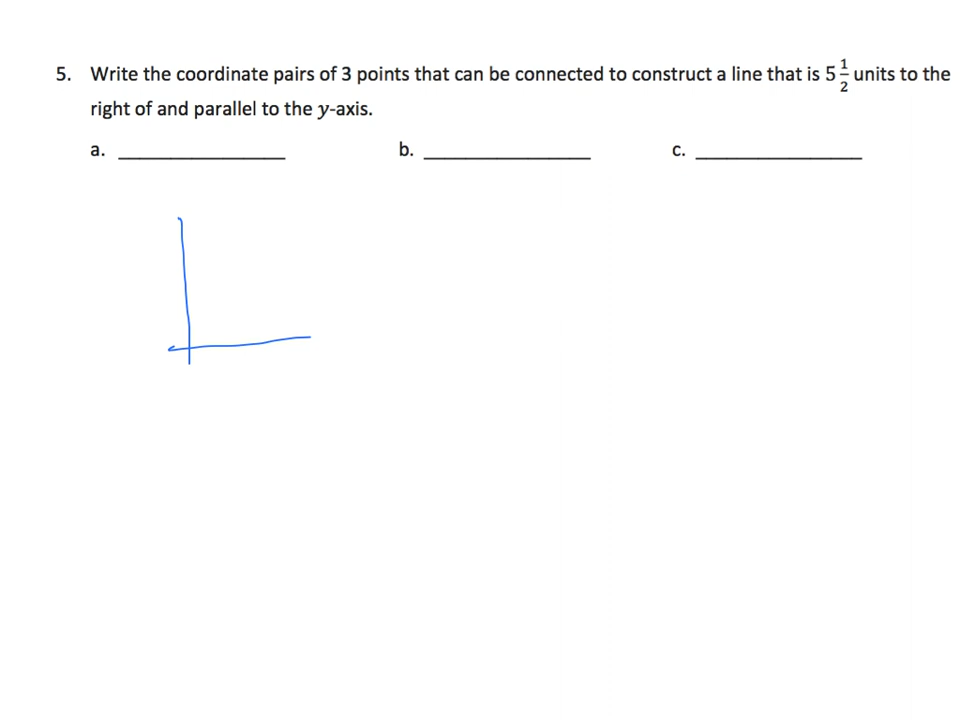 5. Write the coordinate pairs of 3 points that can be connected to construct a line that is 5 1/2 units to the
right of and parallel to the y-axis.
a. ________________ b. ________________ c. ________________